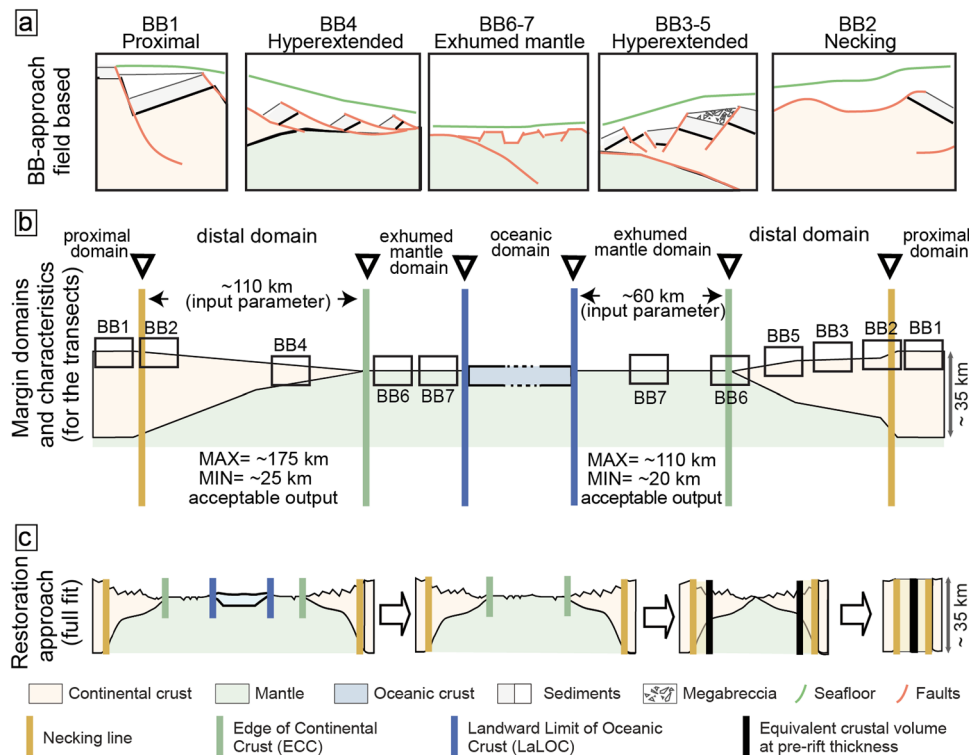 a
BB1
Proximal
BB4
Hyperextended
BB6-7
Exhumed mantle
BB3-5
Hyperextended
BB2
Necking
BB-approach
field based
b
proximal
domain
distal domain
exhumed
mantle
domain
oceanic
domain
exhumed
mantle domain
distal domain
proximal
domain
~110 km
(input parameter)
~60 km
(input parameter)
Margin domains
and characteristics
(for the transects)
BB1
BB2
BB4
BB6
BB7
BB7
BB6
BB5
BB3
BB2
BB1
~ 35 km
MAX= ~175 km
MIN= ~25 km
acceptable output
MAX= ~110 km
MIN= ~20 km
acceptable output
c
Restoration
approach
(full fit)
~ 35 km
Continental crust
Mantle
Oceanic crust
Sediments
Megabreccia
Seafloor
Faults
Necking line
Edge of Continental
Crust (ECC)
Landward Limit of Oceanic
Crust (LaLOC)
Equivalent crustal volume
at pre-rift thickness